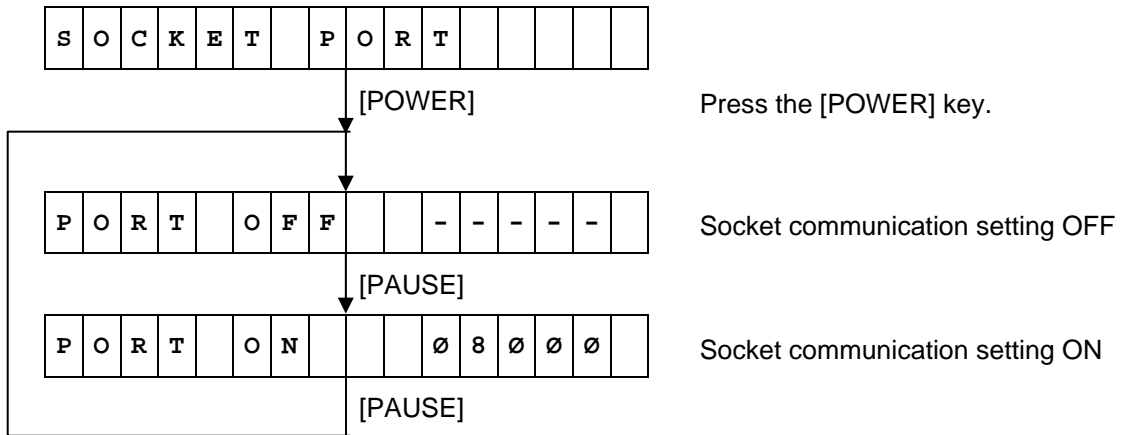 SOCKET PORT
[POWER] Press the [POWER] key.
PORT OFF ----- Socket communication setting OFF
[PAUSE]
PORT ON Ø8ØØØ Socket communication setting ON
[PAUSE]